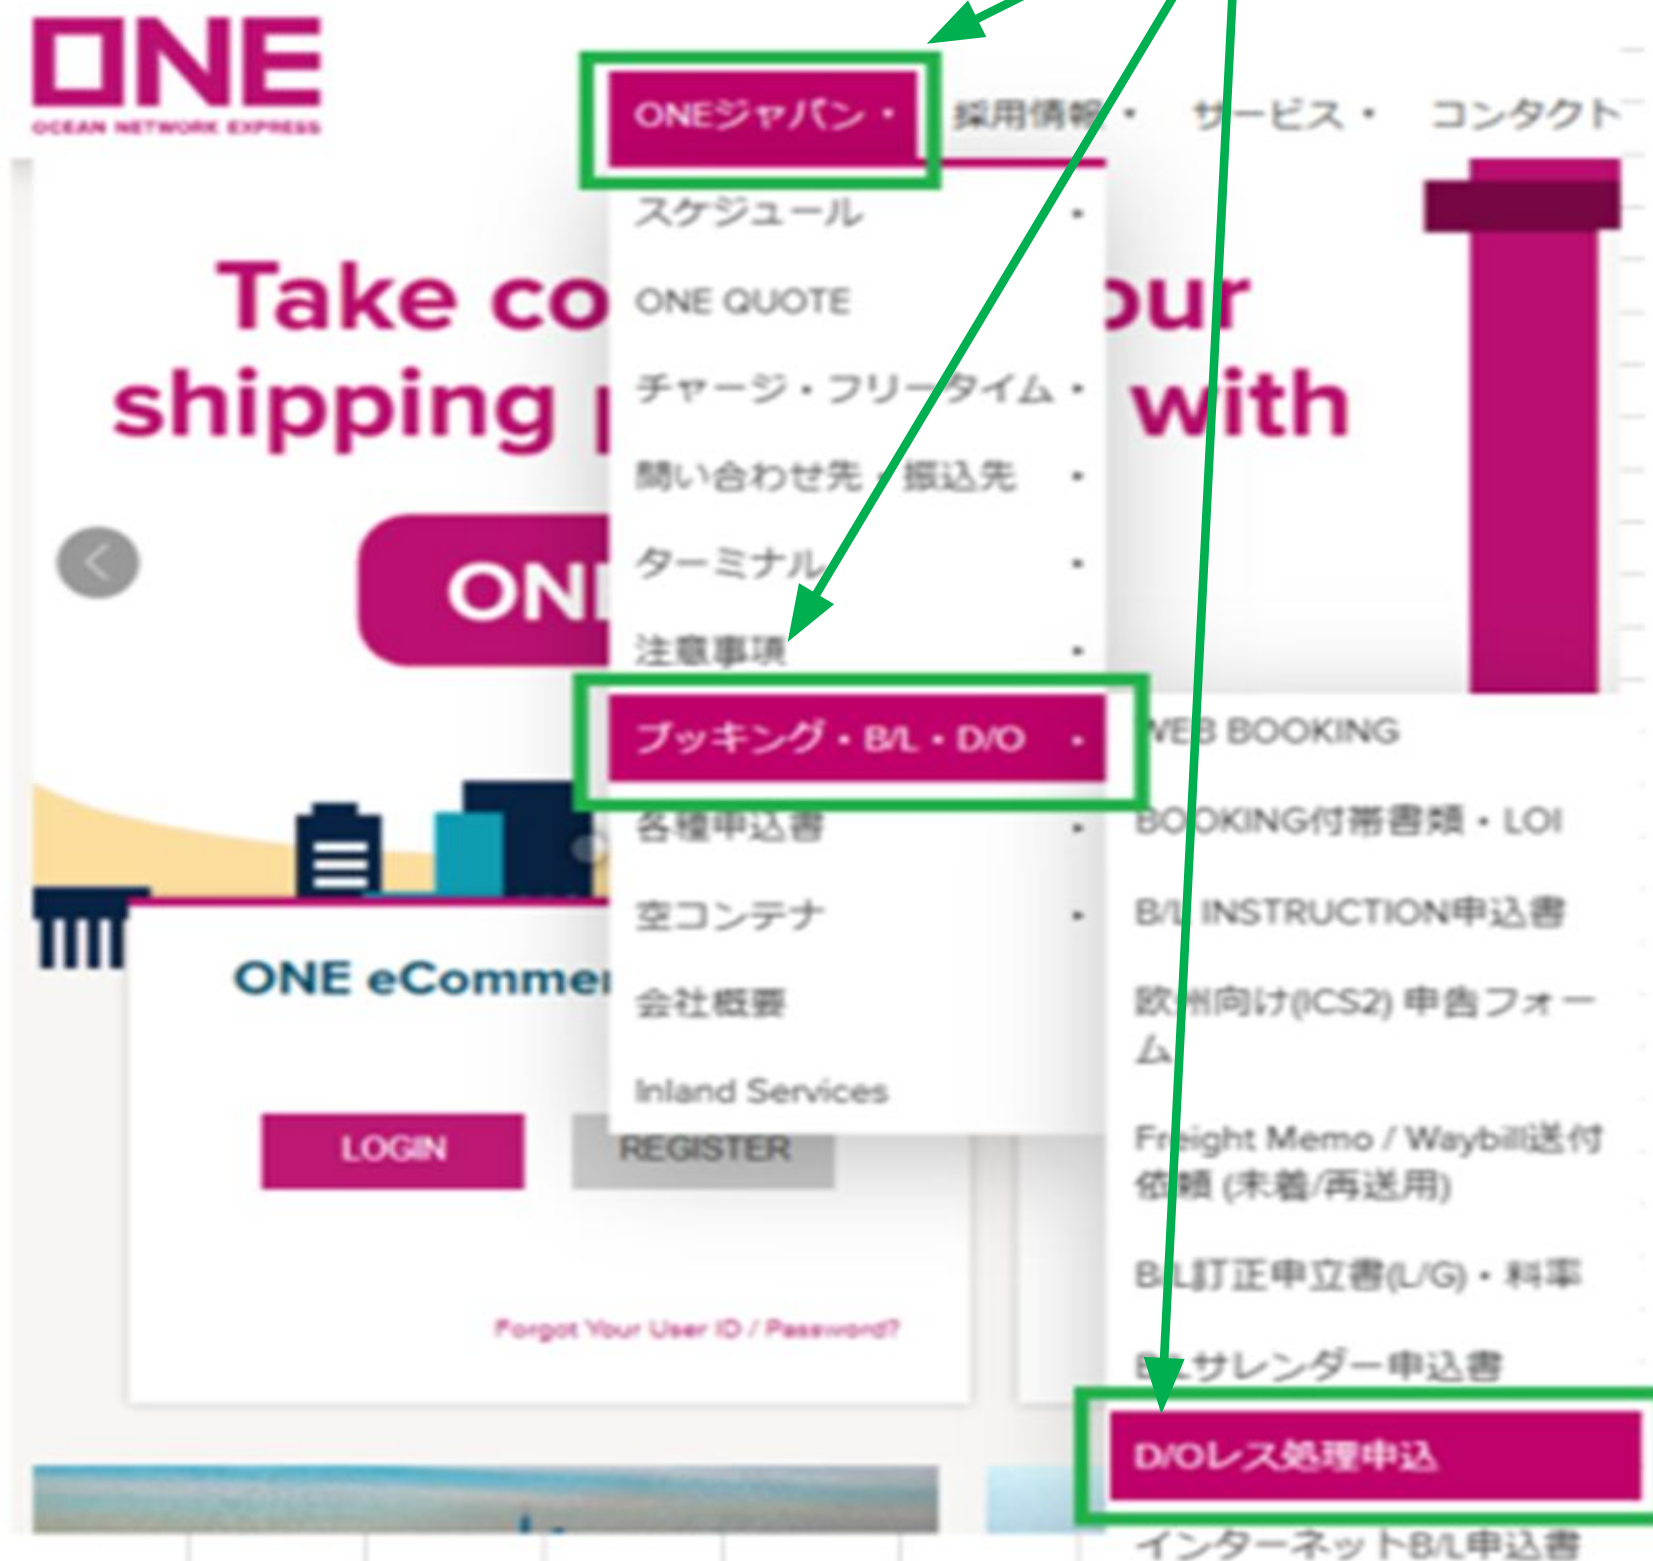 ONE
OCEAN NETWORK EXPRESS
ONEジャパン
採用情報
サービス
コンタクト
スケジュール
Take co
our
ONE QUOTE
shipping
with
チャージ・フリータイム
問い合わせ先・振込先
ON
ターミナル
注意事項
ブッキング・B/L・D/O
WEB BOOKING
各種申込書
BOOKING付帯書類・LOI
空コンテナ
B/L INSTRUCTION申込書
ONE eComme
会社概要
欧州向け(ICS2) 申告フォー
ム
Inland Services
LOGIN
REGISTER
Freight Memo / Waybill送付
依頼 (未着/再送用)
B/L訂正申立書(L/G)・料率
Forgot Your User ID / Password?
B/Lサレンダー申込書
D/Oレス処理申込
インターネットB/L申込書